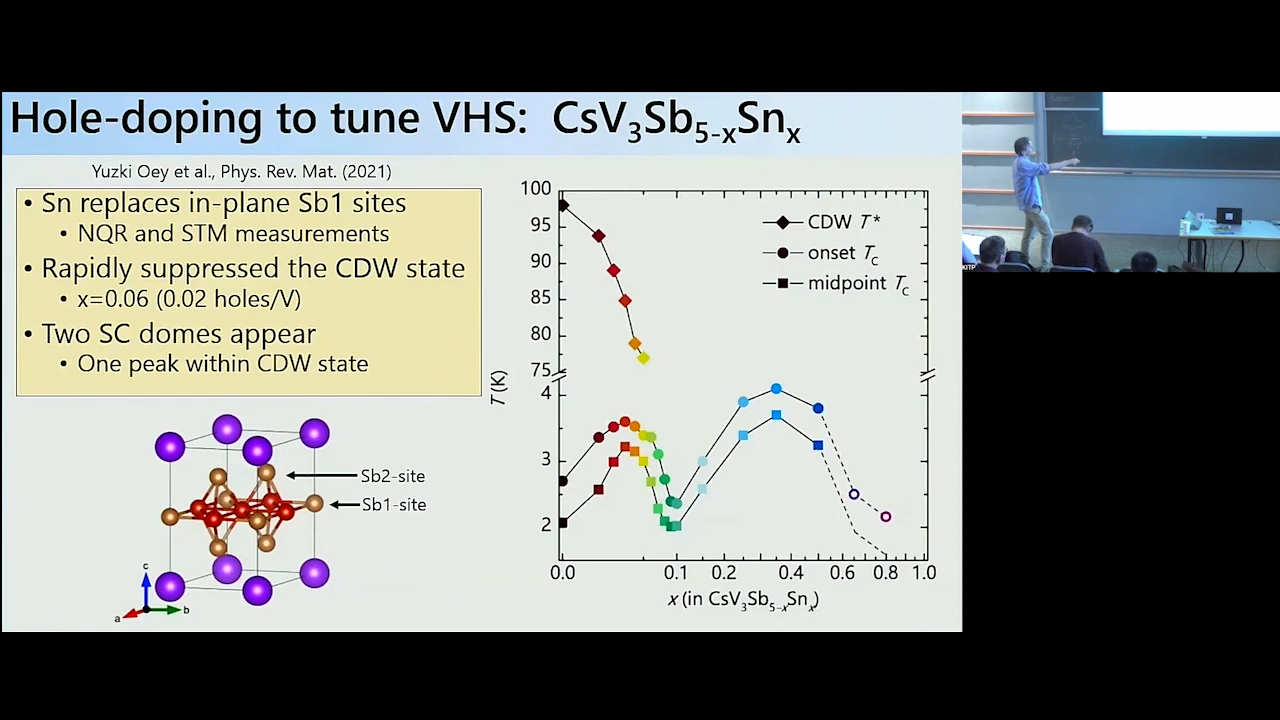 Hole-doping to tune VHS: CsV3Sb5-xSnx
Yuzki Oey et al., Phys. Rev. Mat. (2021)
• Sn replaces in-plane Sb1 sites
• NQR and STM measurements
• Rapidly suppressed the CDW state
• x=0.06 (0.02 holes/V)
• Two SC domes appear
• One peak within CDW state
Sb2-site
Sb1-site
c
b
a
CDW T*
onset TC
midpoint TC
T (K)
100
95
90
85
80
75
4
3
2
0.0 0.1 0.2 0.4 0.6 0.8 1.0
x (in CsV3Sb5-xSnx)
KITP